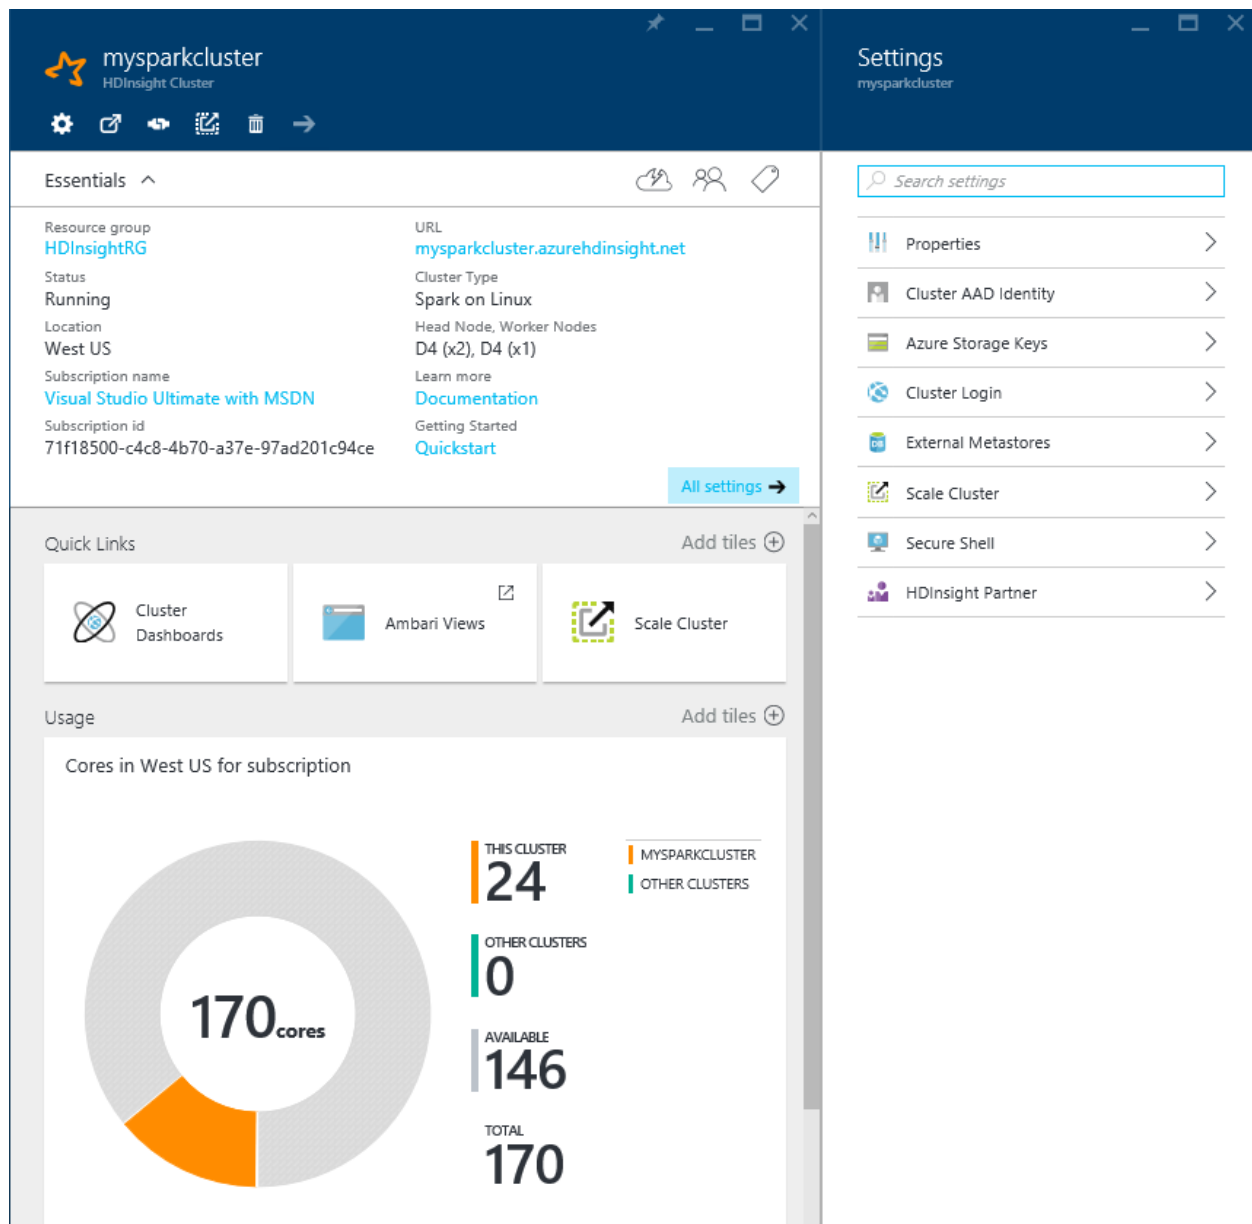 mysparkcluster
HDInsight Cluster
Essentials
Resource group
HDInsightRG
Status
Running
Location
West US
Subscription name
Visual Studio Ultimate with MSDN
Subscription id
71f18500-c4c8-4b70-a37e-97ad201c94ce
URL
mysparkcluster.azurehdinsight.net
Cluster Type
Spark on Linux
Head Node, Worker Nodes
D4 (x2), D4 (x1)
Learn more
Documentation
Getting Started
Quickstart
All settings
Quick Links
Add tiles
Cluster
Dashboards
Ambari Views
Scale Cluster
Usage
Add tiles
Cores in West US for subscription
170 cores
THIS CLUSTER
24
OTHER CLUSTERS
0
AVAILABLE
146
TOTAL
170
MYSPARKCLUSTER
OTHER CLUSTERS
Settings
mysparkcluster
Search settings
Properties
Cluster AAD Identity
Azure Storage Keys
Cluster Login
External Metastores
Scale Cluster
Secure Shell
HDInsight Partner